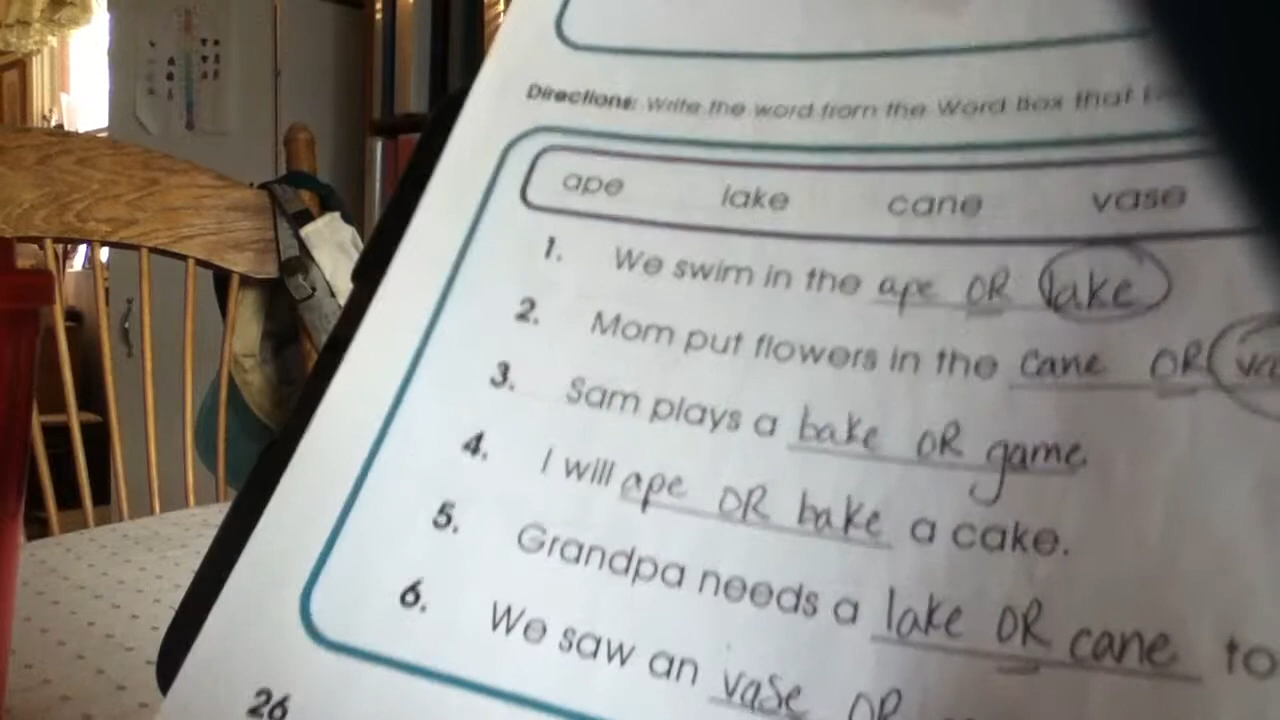 Directions: Write the word from the Word Box that
ape lake cane vase
1. We swim in the ape OR lake
2. Mom put flowers in the cane OR
3. Sam plays a bake OR game
4. I will ape OR bake a cake.
5. Grandpa needs a lake OR cane to
6. We saw an vase OR
26